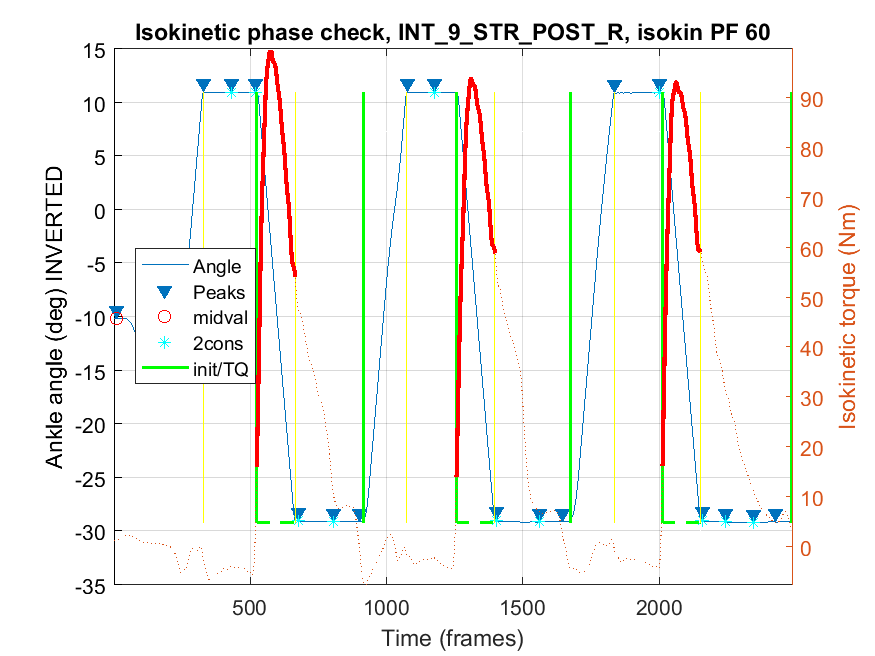 Isokinetic phase check, INT_9_STR_POST_R, isokin PF 60
Ankle angle (deg) INVERTED
15
10
5
0
-5
-10
-15
-20
-25
-30
-35
Angle
Peaks
midval
2cons
init/TQ
500
1000
1500
2000
Time (frames)
90
80
70
60
50
40
30
20
10
0
Isokinetic torque (Nm)